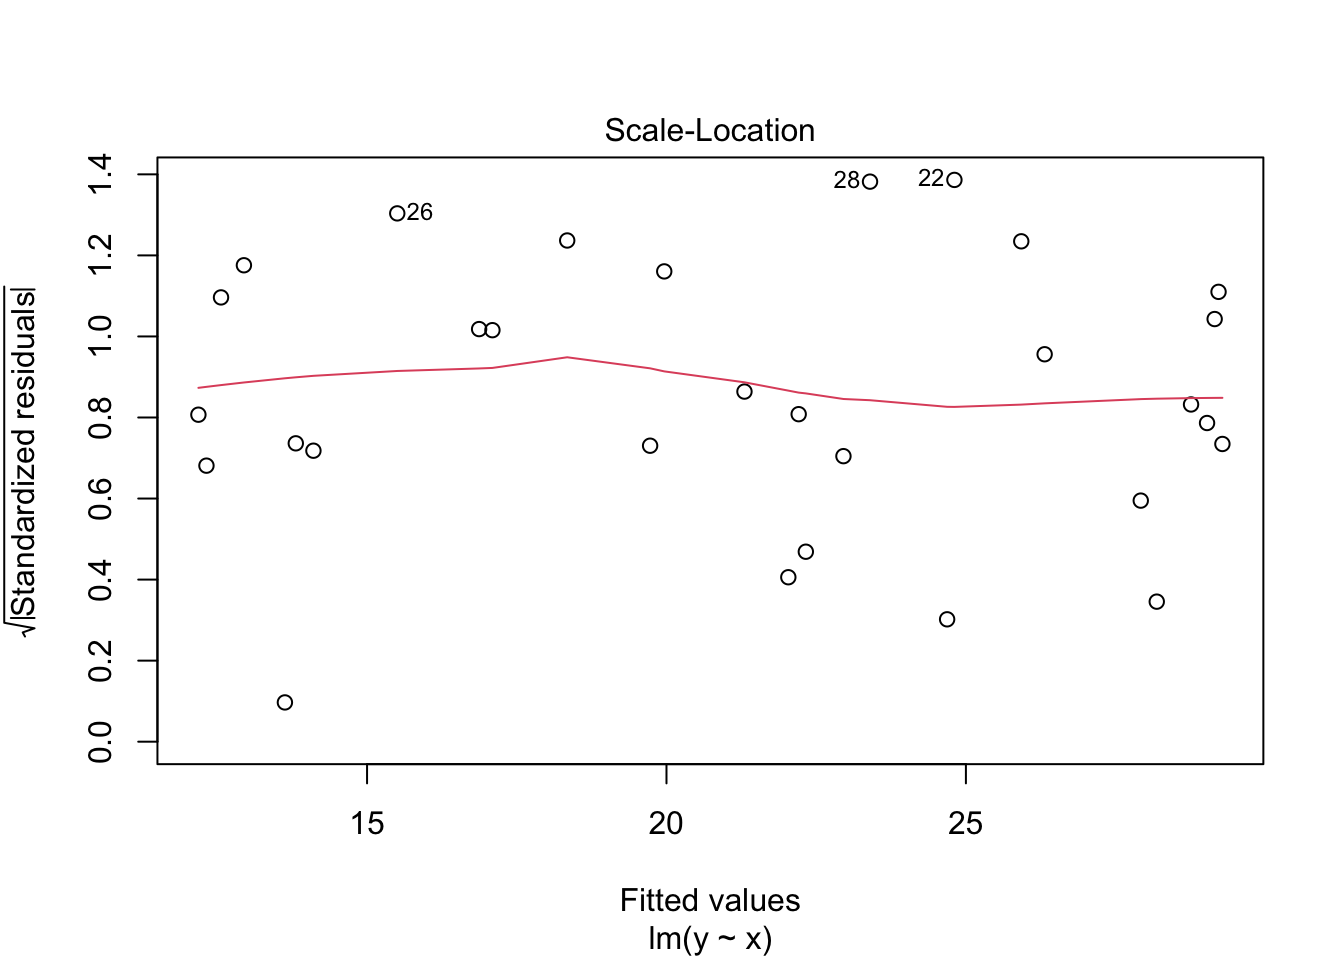 Scale-Location
√|Standardized residuals|
1.4
1.2
1.0
0.8
0.6
0.4
0.2
0.0
28
22
26
15 20 25
Fitted values
lm(y ~ x)